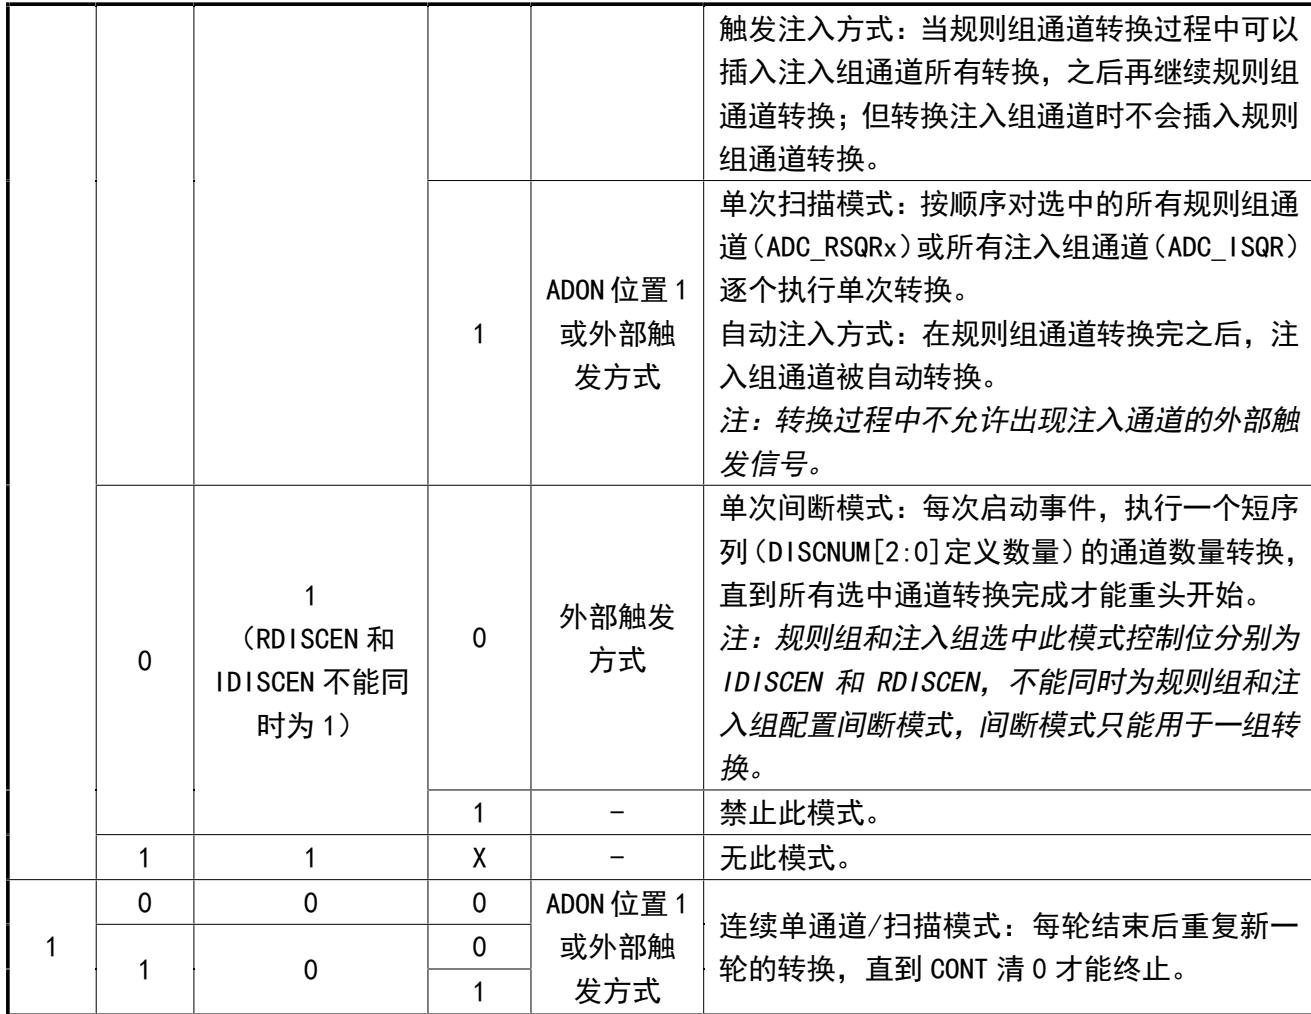 触发注入方式：当规则组通道转换过程中可以
插入注入组通道所有转换，之后再继续规则组
通道转换；但转换注入组通道时不会插入规则
组通道转换。
1
ADON 位置 1
或外部触
发方式
单次扫描模式：按顺序对选中的所有规则组通
道（ADC_RSQRx）或所有注入组通道（ADC_ISQR）
逐个执行单次转换。
自动注入方式：在规则组通道转换完之后，注
入组通道被自动转换。
注：转换过程中不允许出现注入通道的外部触
发信号。
0
1
（RDISCEN 和
IDISCEN 不能同
时为 1）
0
外部触发
方式
单次间断模式：每次启动事件，执行一个短序
列（DISCNUM[2:0]定义数量）的通道数量转换，
直到所有选中通道转换完成才能重头开始。
注：规则组和注入组选中此模式控制位分别为
IDISCEN 和 RDISCEN，不能同时为规则组和注
入组配置间断模式，间断模式只能用于一组转
换。
1
-
禁止此模式。
1
1
X
-
无此模式。
1
0
0
0
ADON 位置 1
或外部触
发方式
连续单通道/扫描模式：每轮结束后重复新一
轮的转换，直到 CONT 清 0 才能终止。
1
0
0
1